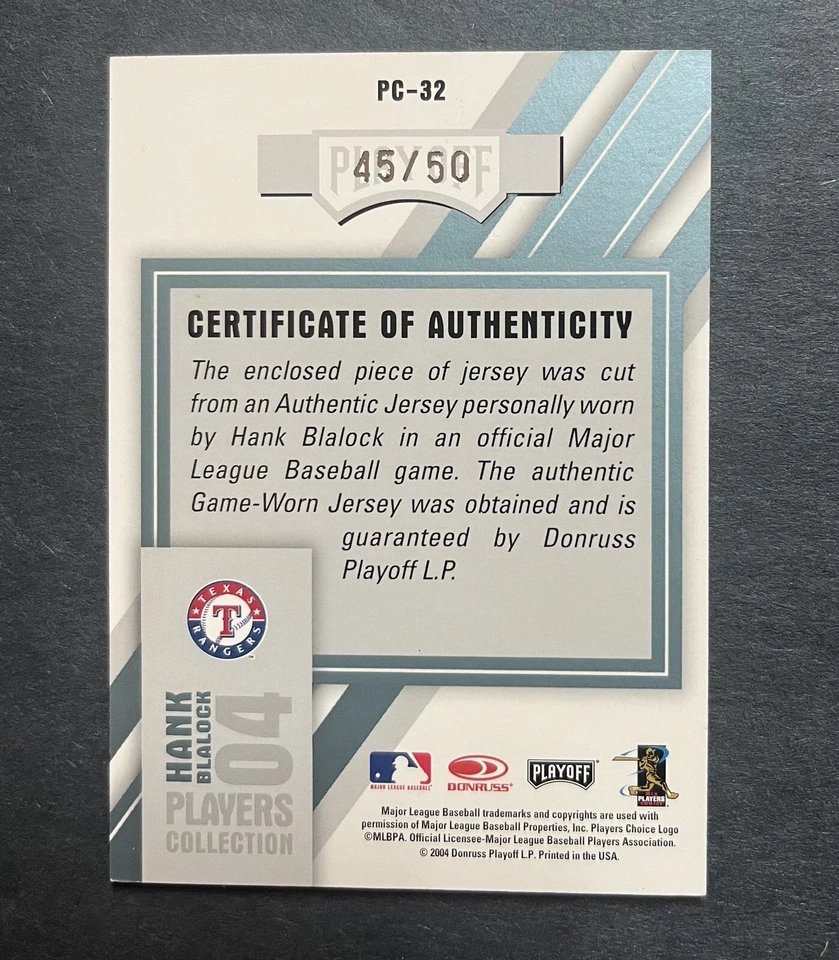 PC-32
PLAYOFF
45/50
CERTIFICATE OF AUTHENTICITY
The enclosed piece of jersey was cut
from an Authentic Jersey personally worn
by Hank Blalock in an official Major
League Baseball game. The authentic
Game-Worn Jersey was obtained and is
guaranteed by Donruss
Playoff L.P.
TEXAS
T
RANGERS
HANK
BLALOCK
04
PLAYERS
COLLECTION
MAJOR LEAGUE BASEBALL
DONRUSS
PLAYOFF
MLB
PLAYERS
CHOICE
Major League Baseball trademarks and copyrights are used with
permission of Major League Baseball Properties, Inc. Players Choice Logo
©MLBPA. Official Licensee-Major League Baseball Players Association.
© 2004 Donruss Playoff L.P. Printed in the USA.